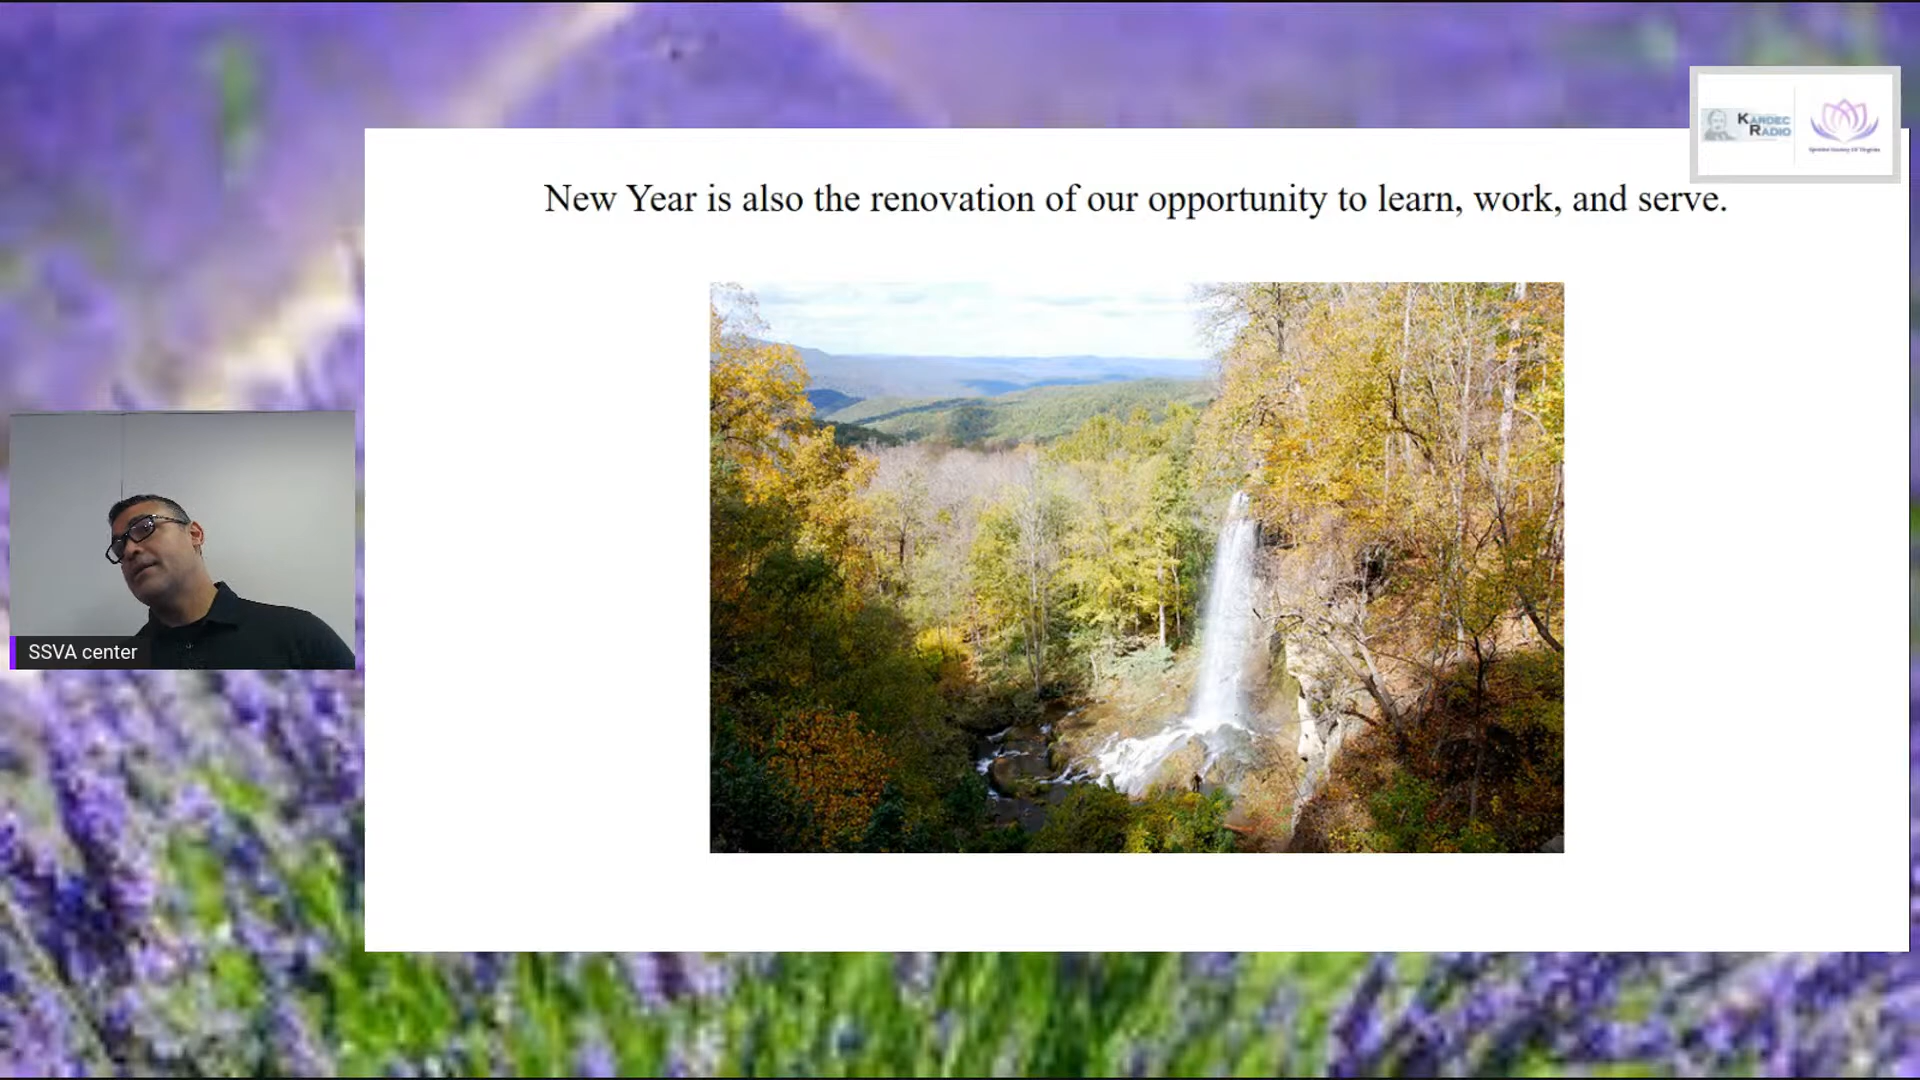 KARDEC
RADIO
New Year is also the renovation of our opportunity to learn, work, and serve.
SSVA center